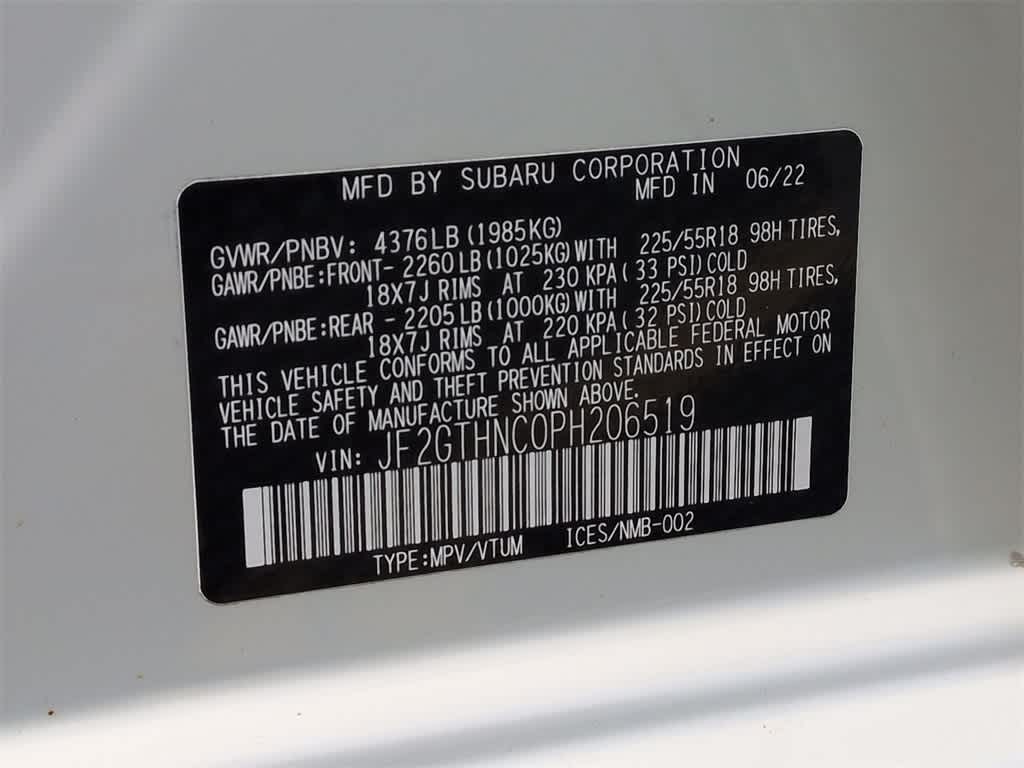 MFD BY SUBARU CORPORATION
MFD IN 06/22
GVWR/PNBV: 4376LB(1985KG)
GAWR/PNBE:FRONT- 2260LB(1025KG)WITH 225/55R18 98H TIRES,
18X7J RIMS AT 230 KPA( 33 PSI)COLD
GAWR/PNBE:REAR - 2205LB(1000KG)WITH 225/55R18 98H TIRES,
18X7J RIMS AT 220 KPA( 32 PSI)COLD
THIS VEHICLE CONFORMS TO ALL APPLICABLE FEDERAL MOTOR
VEHICLE SAFETY AND THEFT PREVENTION STANDARDS IN EFFECT ON
THE DATE OF MANUFACTURE SHOWN ABOVE.
VIN: JF2GTHNC0PH206519
TYPE:MPV/VTUM ICES/NMB-002